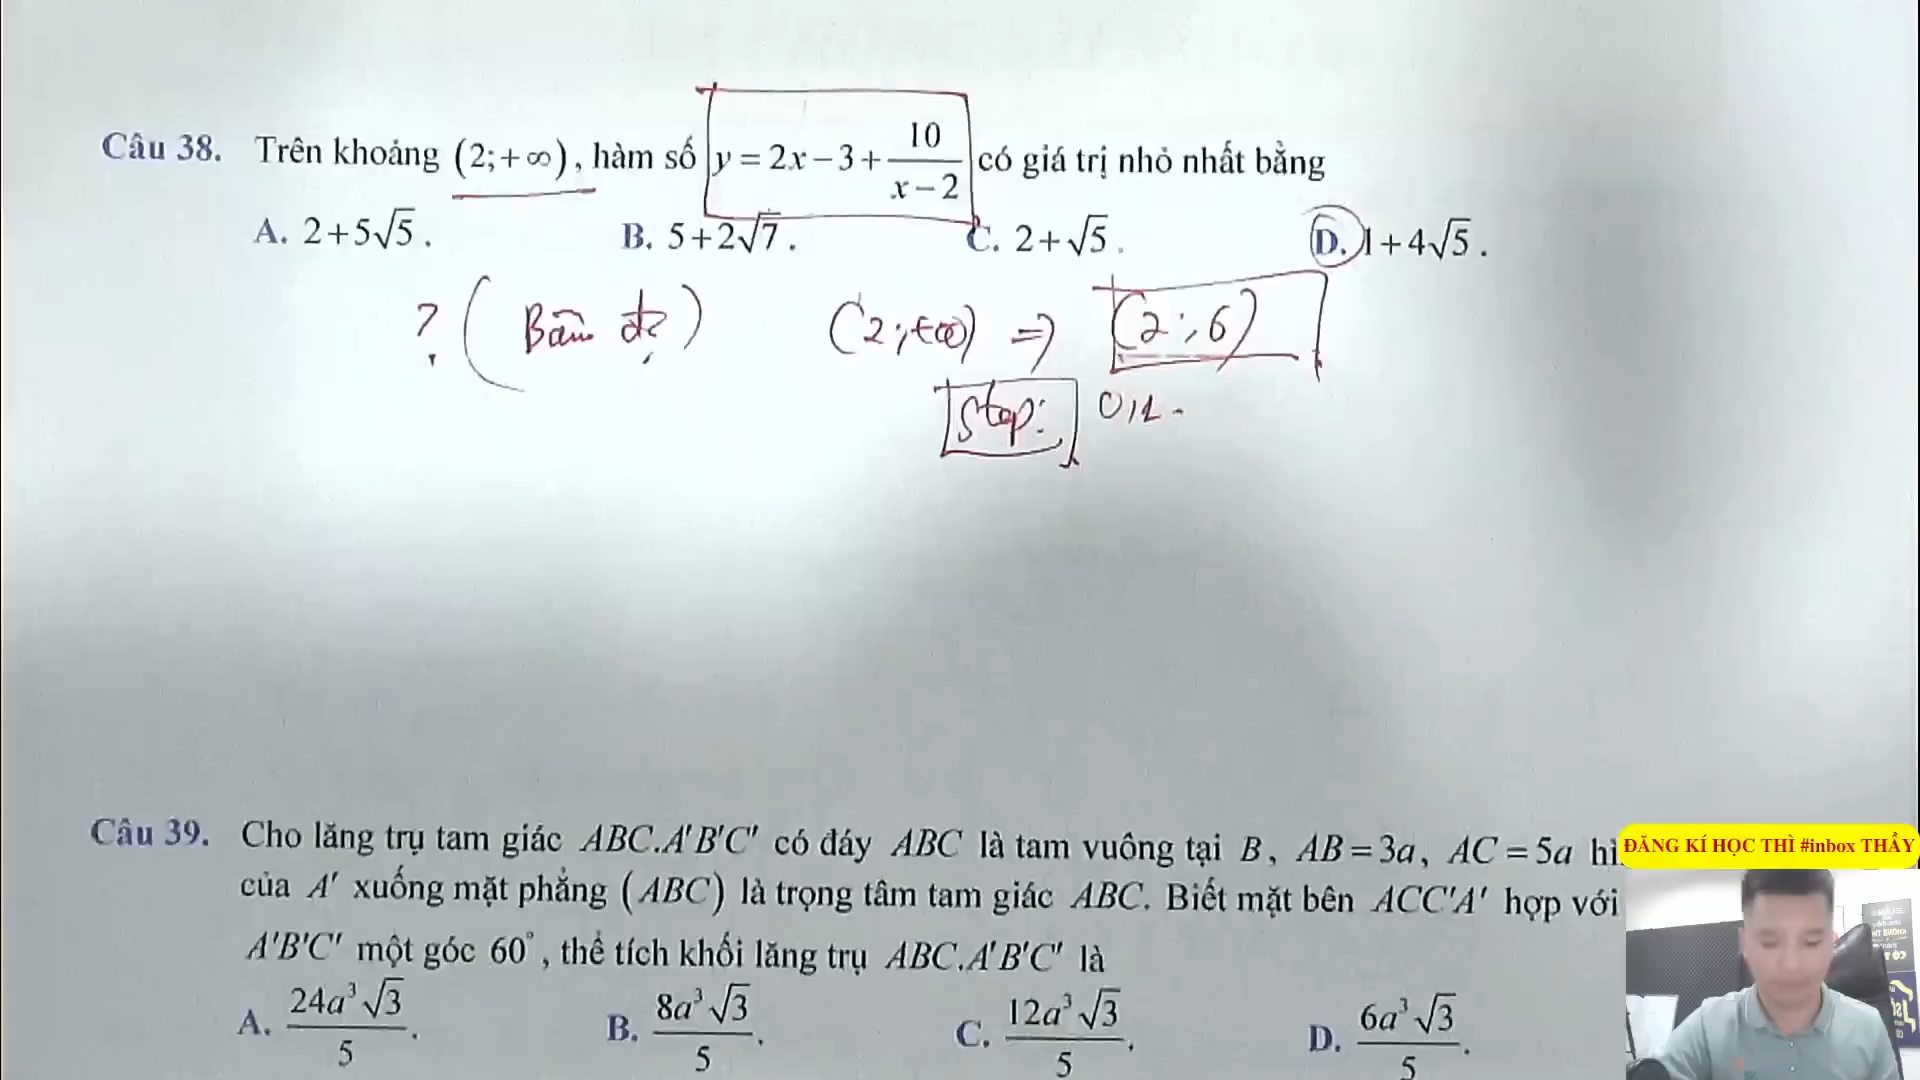 Câu 38. Trên khoảng (2;+∞), hàm số y = 2x − 3 + 10/(x − 2) có giá trị nhỏ nhất bằng
A. 2+5√5. B. 5+2√7. C. 2+√5. D. 1+4√5.
? ( Bấm đt ) (2;+∞) ⇒ (2;6)
Step: 0,1
Câu 39. Cho lăng trụ tam giác ABC.A'B'C' có đáy ABC là tam vuông tại B, AB = 3a, AC = 5a hì
ĐĂNG KÍ HỌC THÌ #inbox THẦY
của A' xuống mặt phẳng (ABC) là trọng tâm tam giác ABC. Biết mặt bên ACC'A' hợp với
A'B'C' một góc 60°, thể tích khối lăng trụ ABC.A'B'C' là
A. 24a³√3/5. B. 8a³√3/5. C. 12a³√3/5. D. 6a³√3/5.